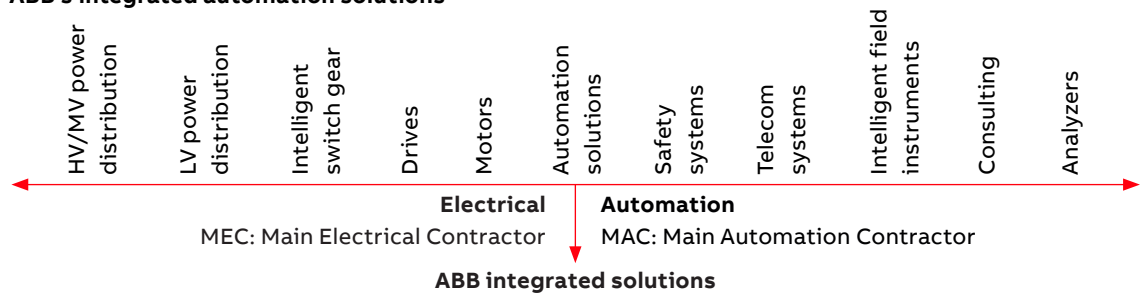 ABB's integrated automation solutions
HV/MV power
distribution
LV power
distribution
Intelligent
switch gear
Drives
Motors
Automation
solutions
Safety
systems
Telecom
systems
Intelligent field
instruments
Consulting
Analyzers
Electrical
Automation
MEC: Main Electrical Contractor
MAC: Main Automation Contractor
ABB integrated solutions